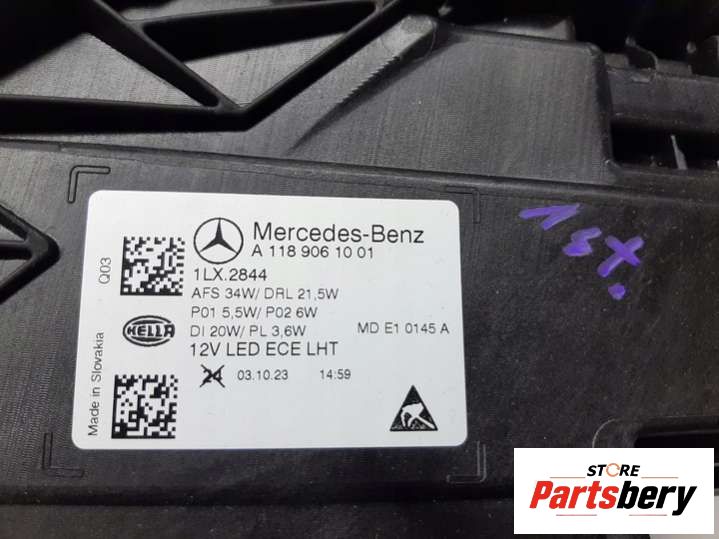 Mercedes-Benz
A 118 906 10 01
Q03
1LX.2844
AFS 34W/ DRL 21,5W
P01 5,5W/ P02 6W
HELLA
DI 20W/ PL 3,6W
MD E1 0145 A
12V LED ECE LHT
Made in Slovakia
24
03.10.23
14:59
STORE
Partsbery